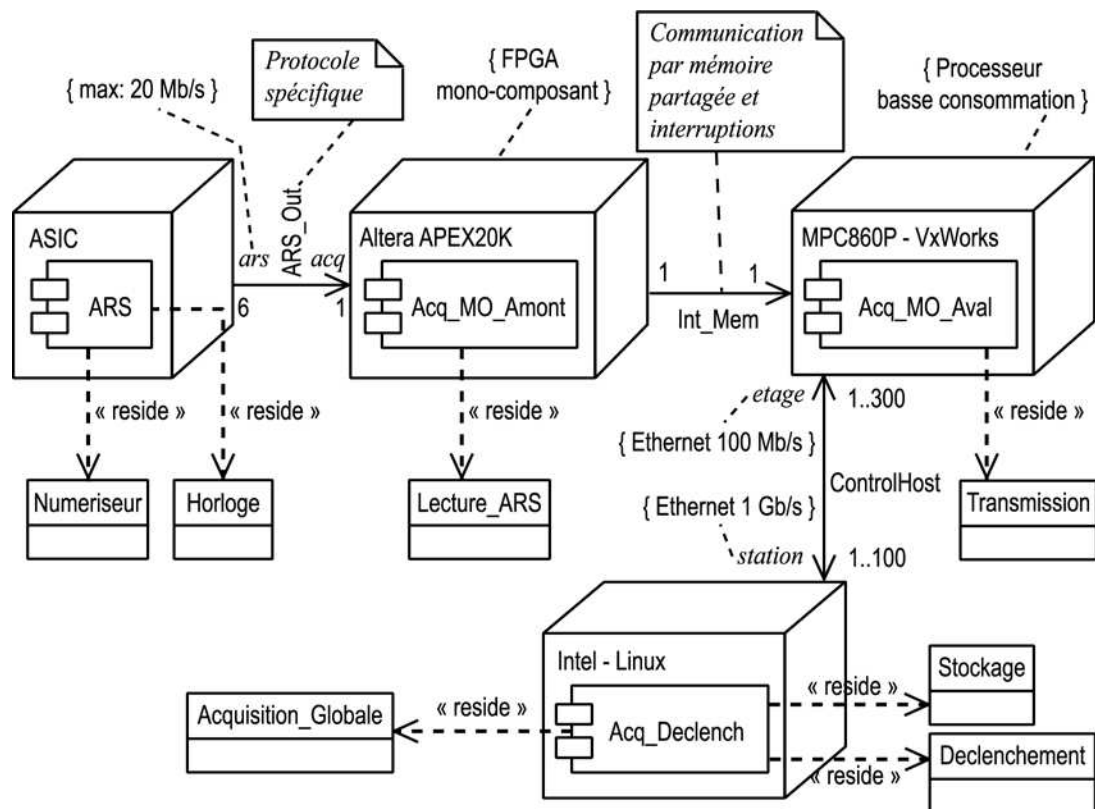 Protocole
spécifique
{ max: 20 Mb/s }
{ FPGA
mono-composant }
Communication
par mémoire
partagée et
interruptions
{ Processeur
basse consommation }
ASIC
ARS
ars
ARS_Out
acq
6
1
Altera APEX20K
Acq_MO_Amont
1
1
Int_Mem
MPC860P - VxWorks
Acq_MO_Aval
« reside »
« reside »
« reside »
« reside »
Numeriseur
Horloge
Lecture_ARS
Transmission
etage
1..300
{ Ethernet 100 Mb/s }
ControlHost
{ Ethernet 1 Gb/s }
station
1..100
Intel - Linux
Acq_Declench
« reside »
« reside »
« reside »
Acquisition_Globale
Stockage
Declenchement